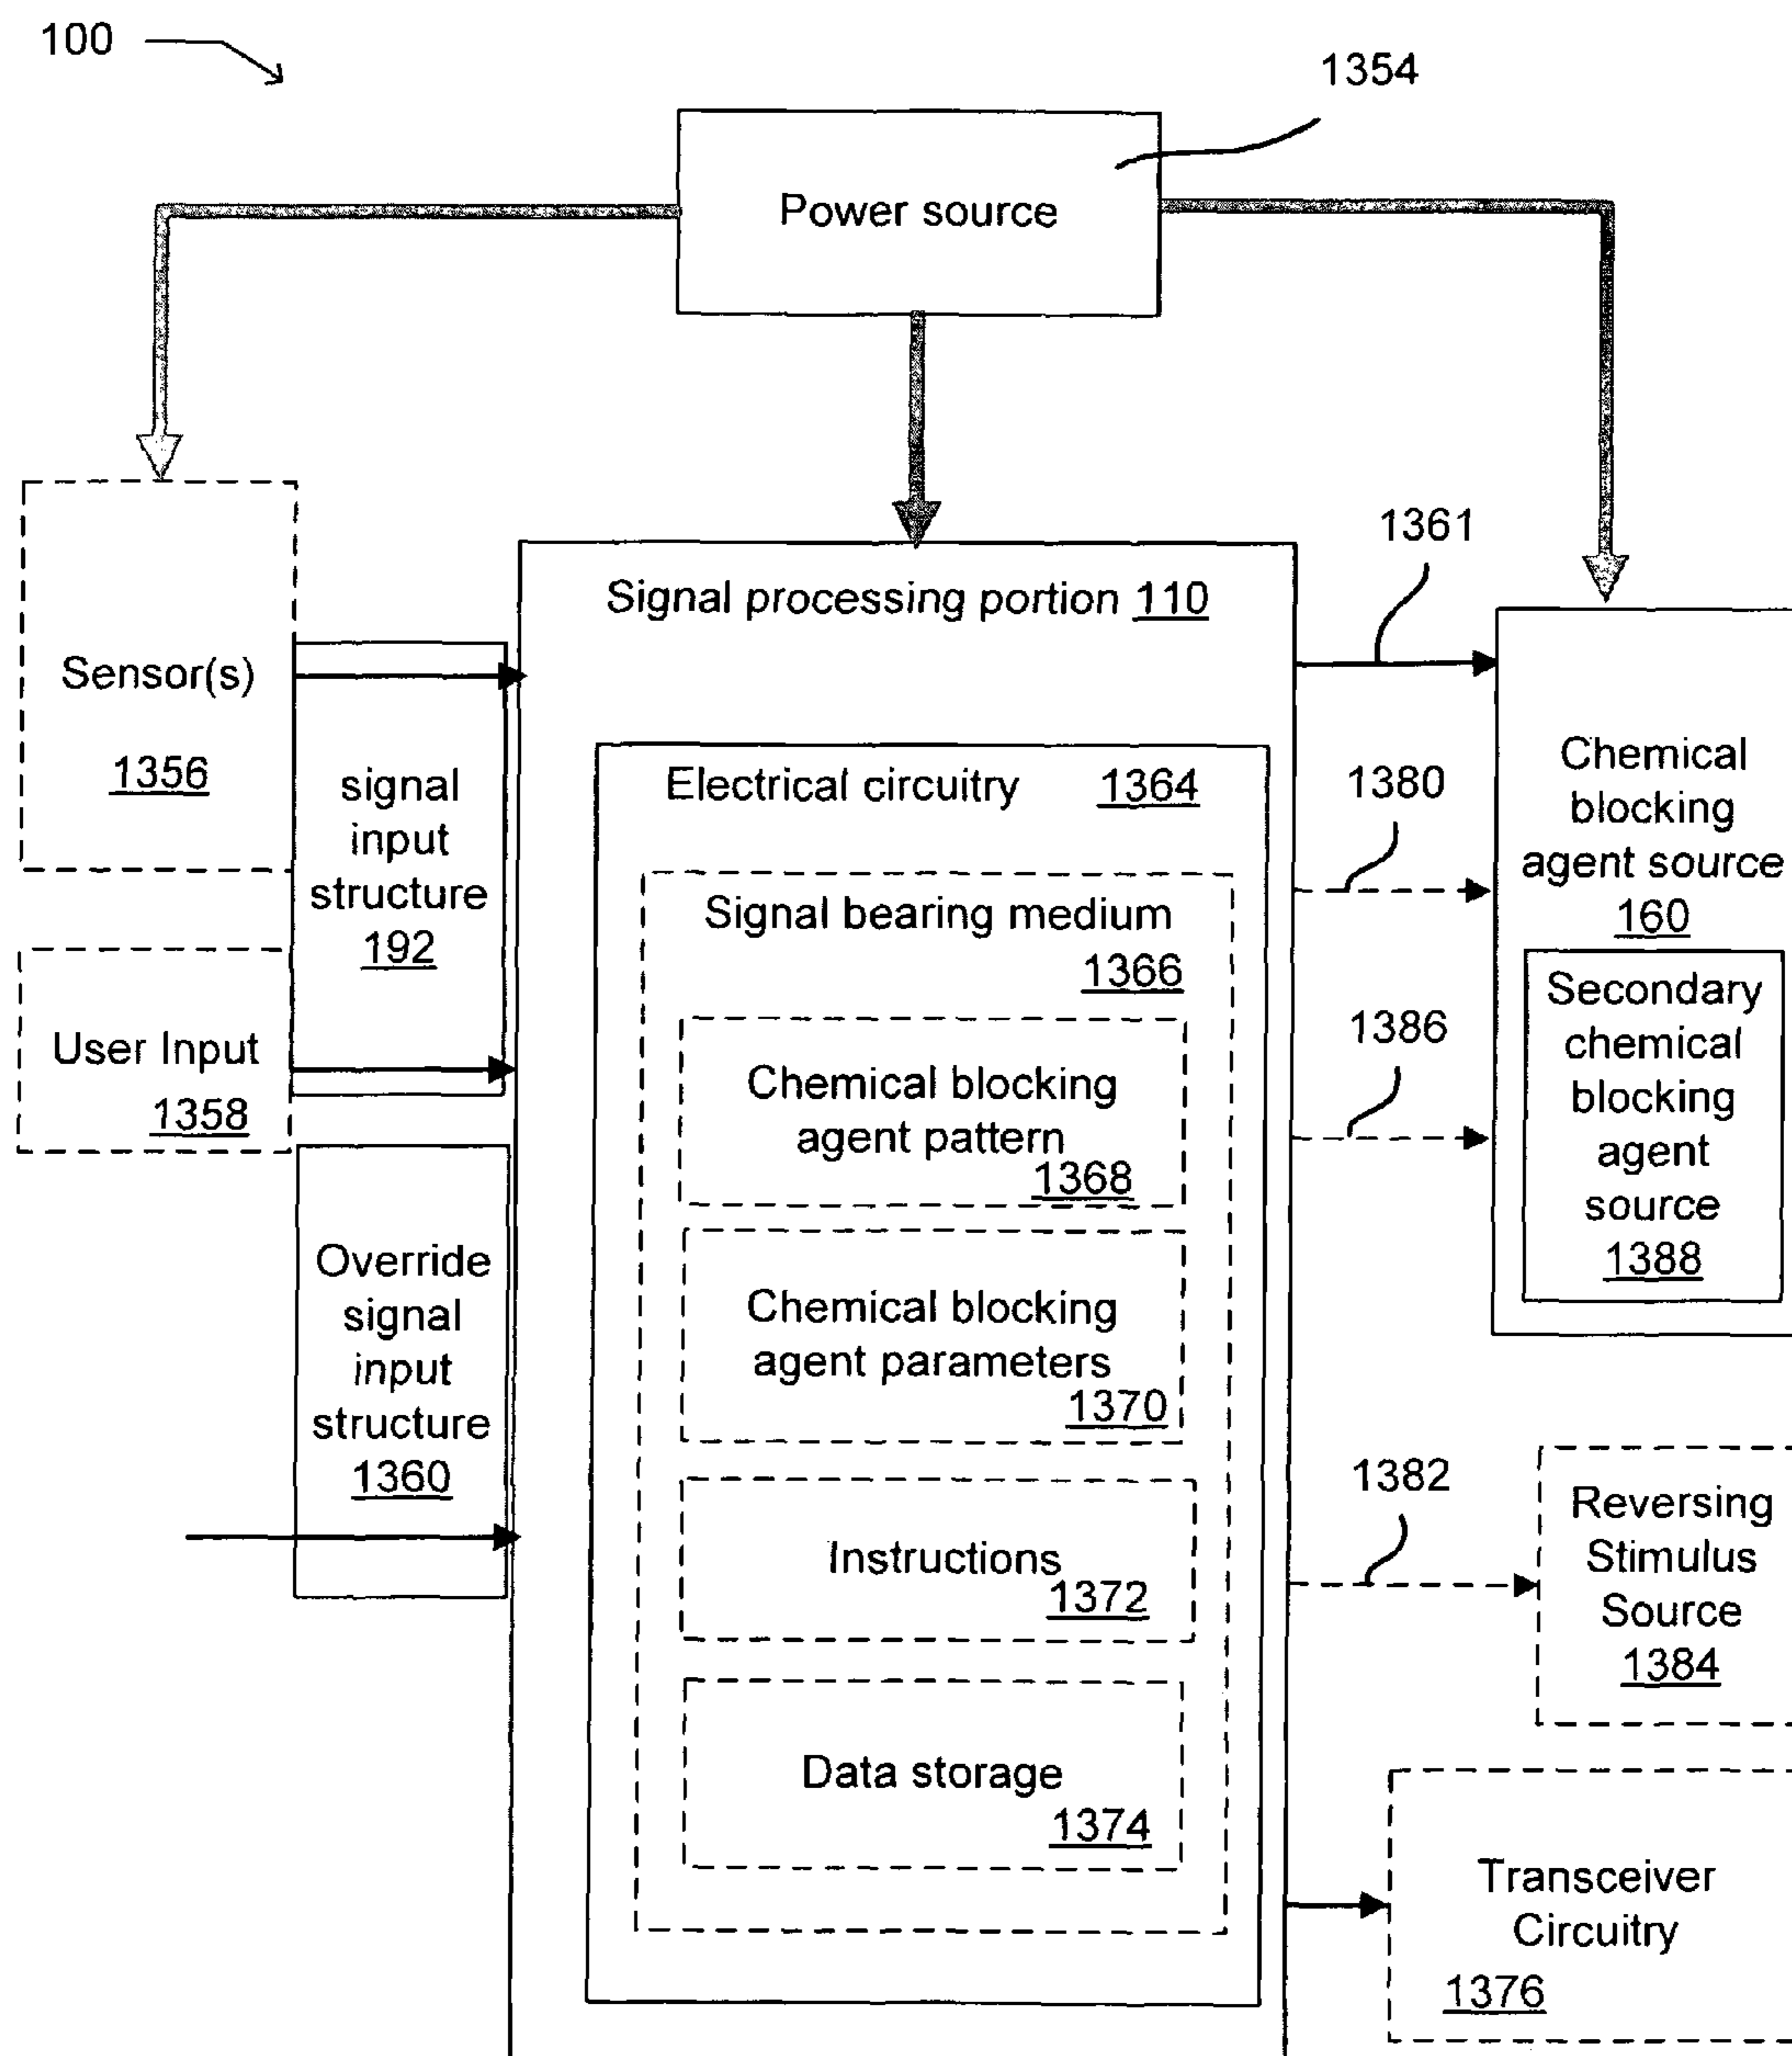 100
1354
Power source
1361
Signal processing portion 110
Sensor(s)
1356
signal
input
structure
192
User Input
1358
Override
signal
input
structure
1360
Electrical circuitry 1364
Signal bearing medium
1366
Chemical blocking
agent pattern
1368
Chemical blocking
agent parameters
1370
Instructions
1372
Data storage
1374
1380
1386
1382
Chemical
blocking
agent source
160
Secondary
chemical
blocking
agent
source
1388
Reversing
Stimulus
Source
1384
Transceiver
Circuitry
1376